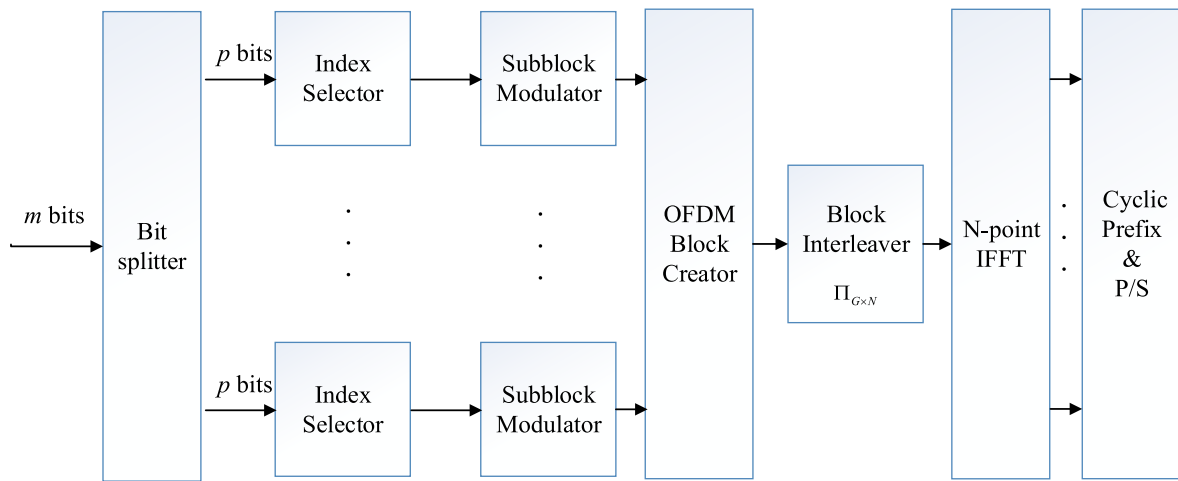 m bits
Bit
splitter
p bits
Index
Selector
Subblock
Modulator
p bits
Index
Selector
Subblock
Modulator
OFDM
Block
Creator
Block
Interleaver
Π_{G×N}
N-point
IFFT
Cyclic
Prefix
&
P/S